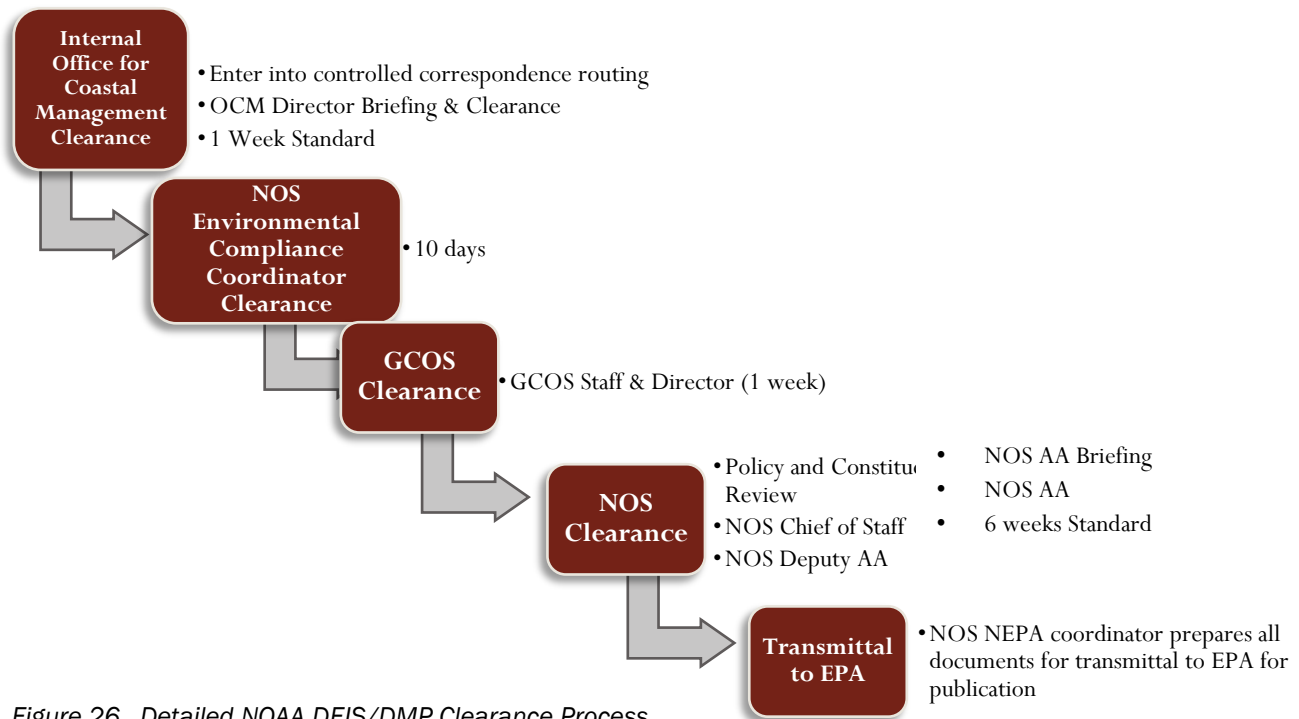 Internal
Office for
Coastal
Management
Clearance
• Enter into controlled correspondence routing
• OCM Director Briefing & Clearance
• 1 Week Standard
NOS
Environmental
Compliance
Coordinator
Clearance
• 10 days
GCOS
Clearance
• GCOS Staff & Director (1 week)
NOS
Clearance
• Policy and Constitue
Review
• NOS Chief of Staff
• NOS Deputy AA
• NOS AA Briefing
• NOS AA
• 6 weeks Standard
Transmittal
to EPA
• NOS NEPA coordinator prepares all
documents for transmittal to EPA for
publication
Figure 26. Detailed NOAA DEIS/DMP Clearance Process